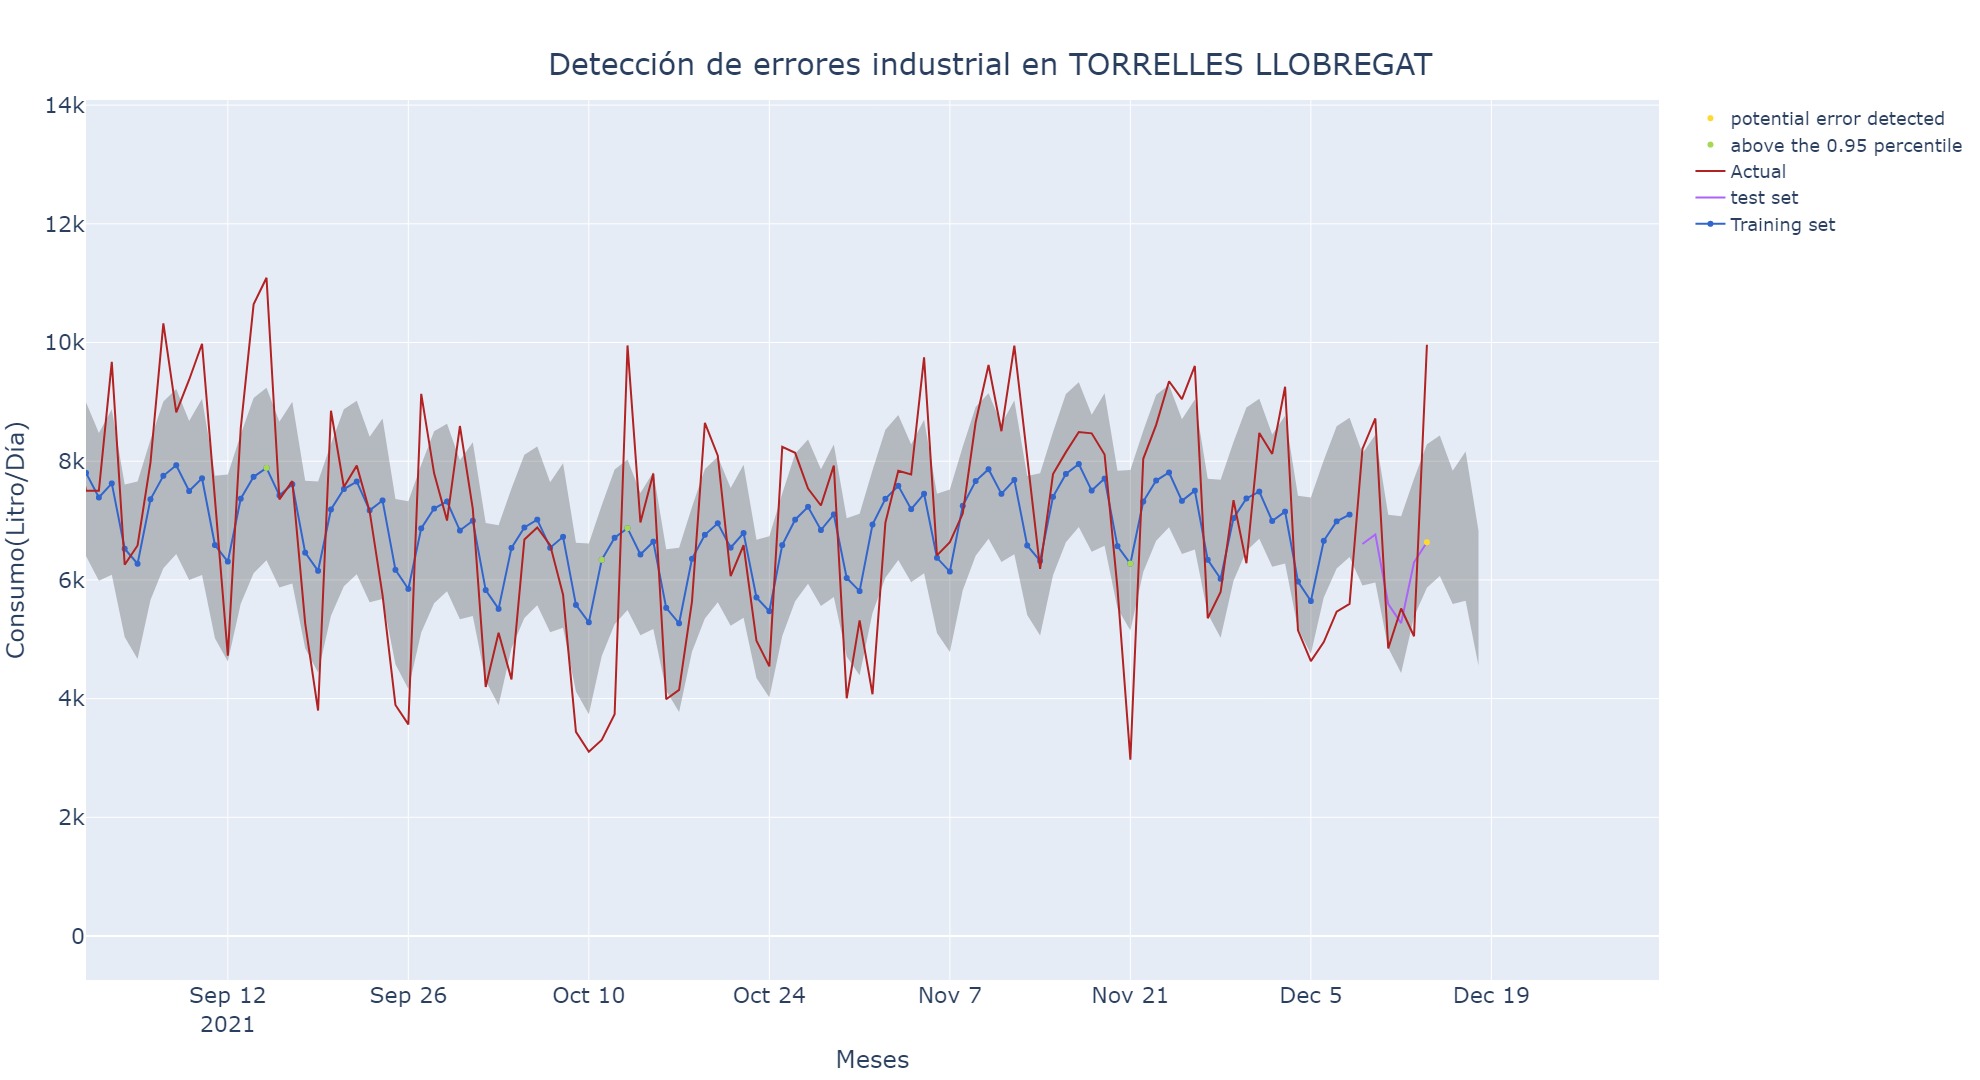 Detección de errores industrial en TORRELLES LLOBREGAT
14k
12k
10k
8k
6k
4k
2k
0
Consumo(Litro/Día)
Sep 12
2021
Sep 26
Oct 10
Oct 24
Nov 7
Nov 21
Dec 5
Dec 19
Meses
potential error detected
above the 0.95 percentile
Actual
test set
Training set